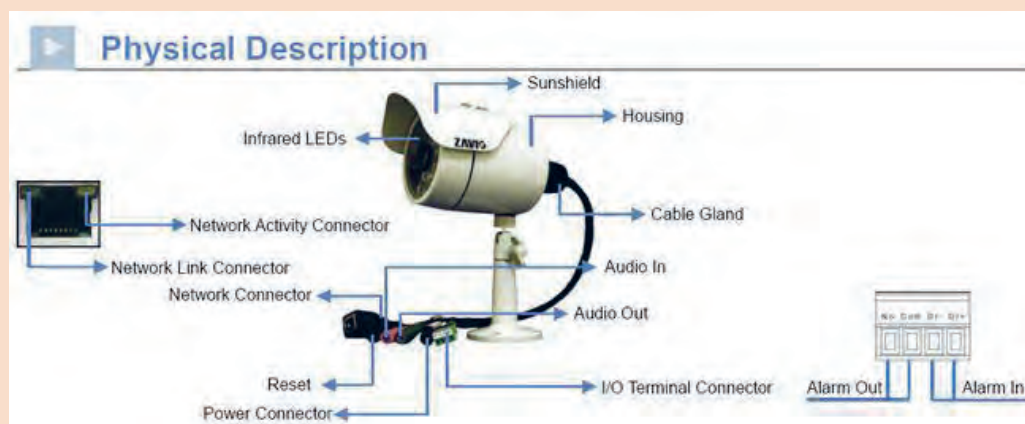 Physical Description
Sunshield
Housing
Infrared LEDs
ZAVIO
Cable Gland
Network Activity Connector
Network Link Connector
Audio In
Network Connector
Audio Out
Reset
I/O Terminal Connector
Power Connector
Alarm Out
Alarm In